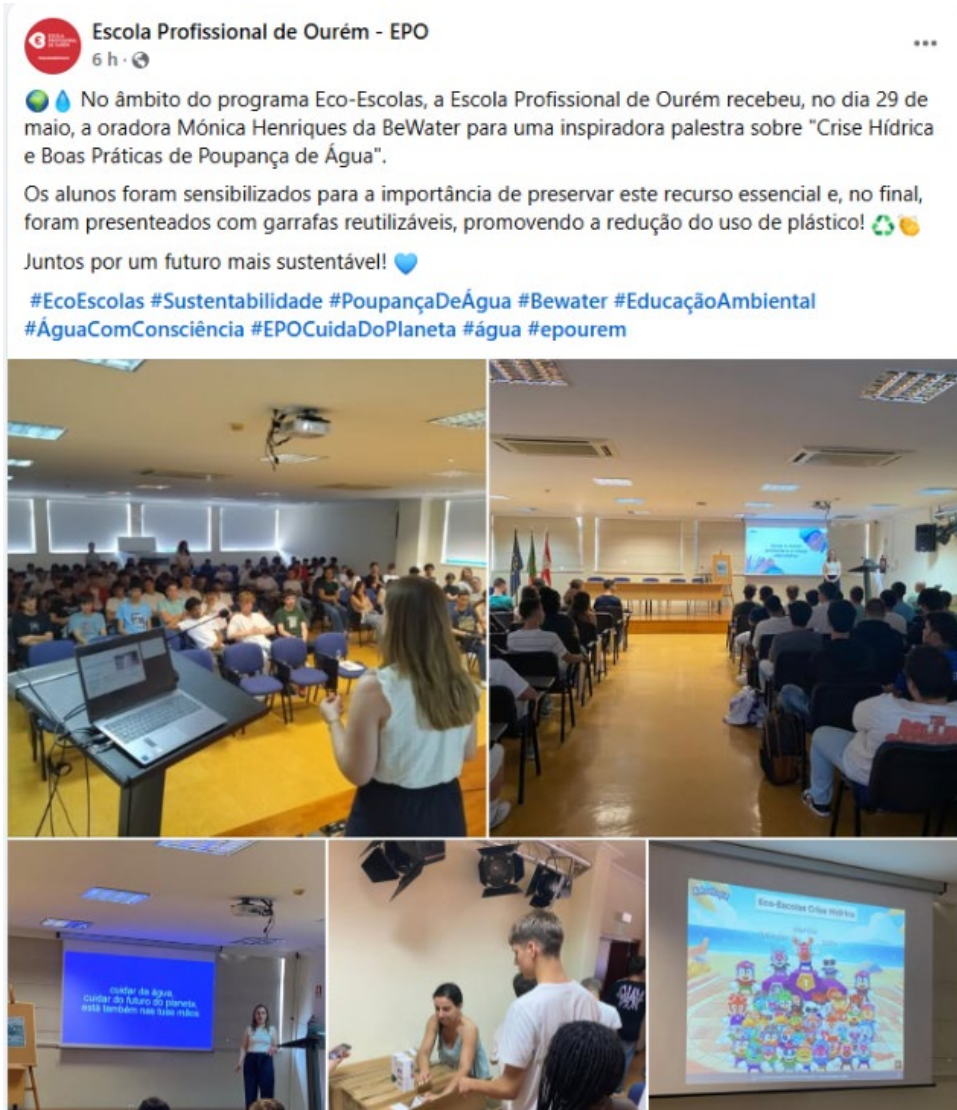 Escola Profissional de Ourém - EPO
6 h ·
No âmbito do programa Eco-Escolas, a Escola Profissional de Ourém recebeu, no dia 29 de
maio, a oradora Mónica Henriques da BeWater para uma inspiradora palestra sobre "Crise Hídrica
e Boas Práticas de Poupança de Água".
Os alunos foram sensibilizados para a importância de preservar este recurso essencial e, no final,
foram presenteados com garrafas reutilizáveis, promovendo a redução do uso de plástico!
Juntos por um futuro mais sustentável!
#EcoEscolas #Sustentabilidade #PoupançaDeÁgua #Bewater #EducaçãoAmbiental
#ÁguaComConsciência #EPOCuidaDoPlaneta #água #epourem
cuidar da água,
cuidar do futuro do planeta,
está também nas tuas mãos
Eco-Escolas Crise Hídrica